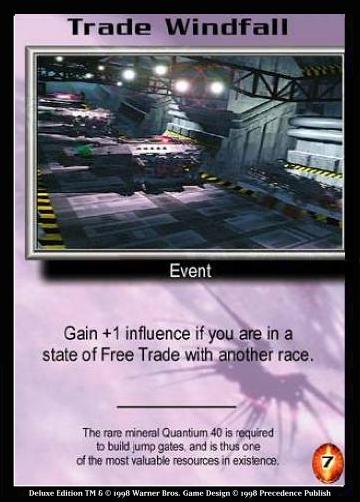 Trade Windfall
Event
Gain +1 influence if you are in a
state of Free Trade with another race.
The rare mineral Quantium 40 is required
to build jump gates, and is thus one
of the most valuable resources in existence.
7
Deluxe Edition TM & © 1998 Warner Bros. Game Design © 1998 Precedence Publish